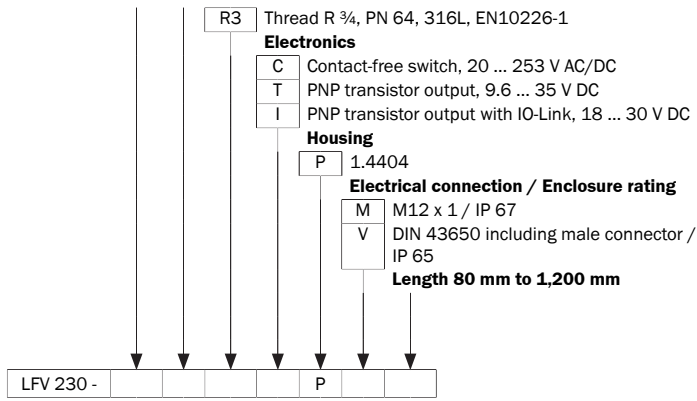 R3 Thread R ¾, PN 64, 316L, EN10226-1
Electronics
C Contact-free switch, 20 ... 253 V AC/DC
T PNP transistor output, 9.6 ... 35 V DC
I PNP transistor output with IO-Link, 18 ... 30 V DC
Housing
P 1.4404
Electrical connection / Enclosure rating
M M12 x 1 / IP 67
V DIN 43650 including male connector /
IP 65
Length 80 mm to 1,200 mm
LFV 230 - P